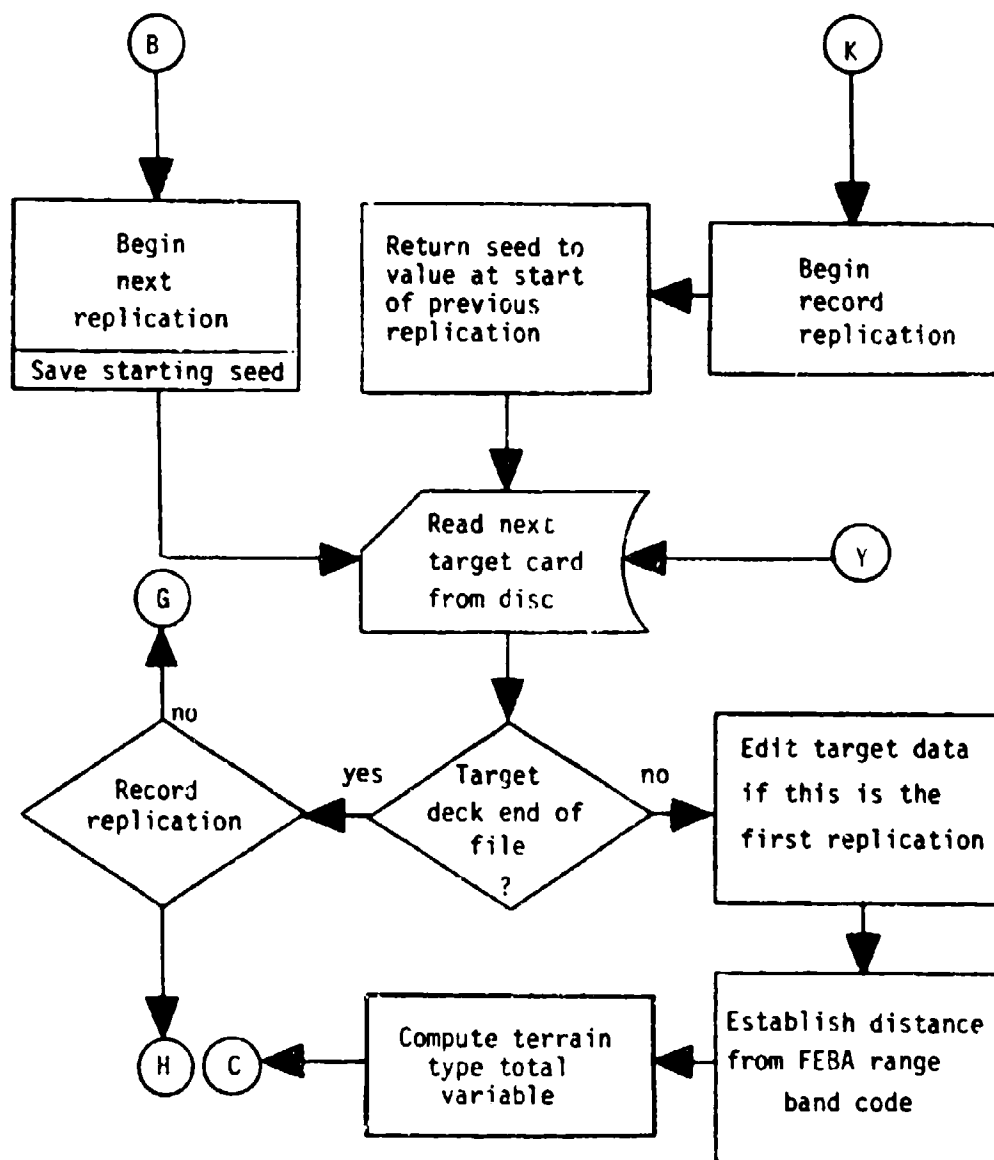 B
K
Begin
next
replication
Save starting seed
Return seed to
value at start
of previous
replication
Begin
record
replication
Read next
target card
from disc
Y
G
no
Record
replication
yes
Target
deck end of
file
?
no
Edit target data
if this is the
first replication
Establish distance
from FEBA range
band code
Compute terrain
type total
variable
C
H